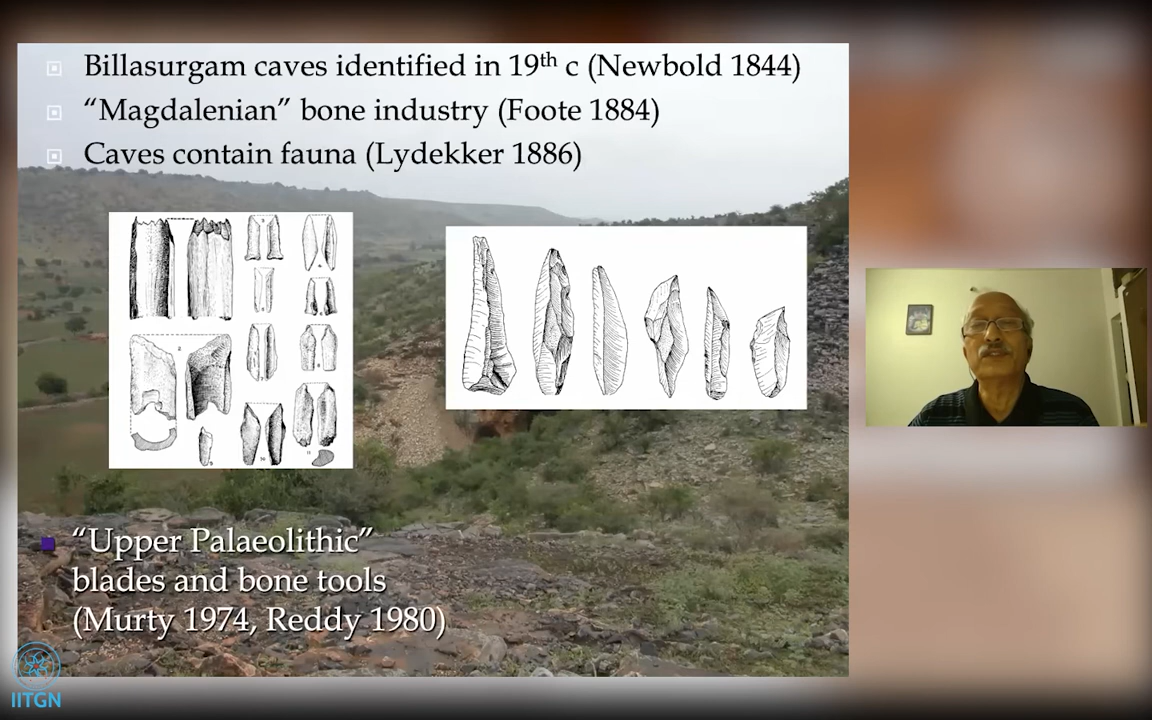 Billasurgam caves identified in 19th c (Newbold 1844)
“Magdalenian” bone industry (Foote 1884)
Caves contain fauna (Lydekker 1886)
“Upper Palaeolithic”
blades and bone tools
(Murty 1974, Reddy 1980)
IITGN